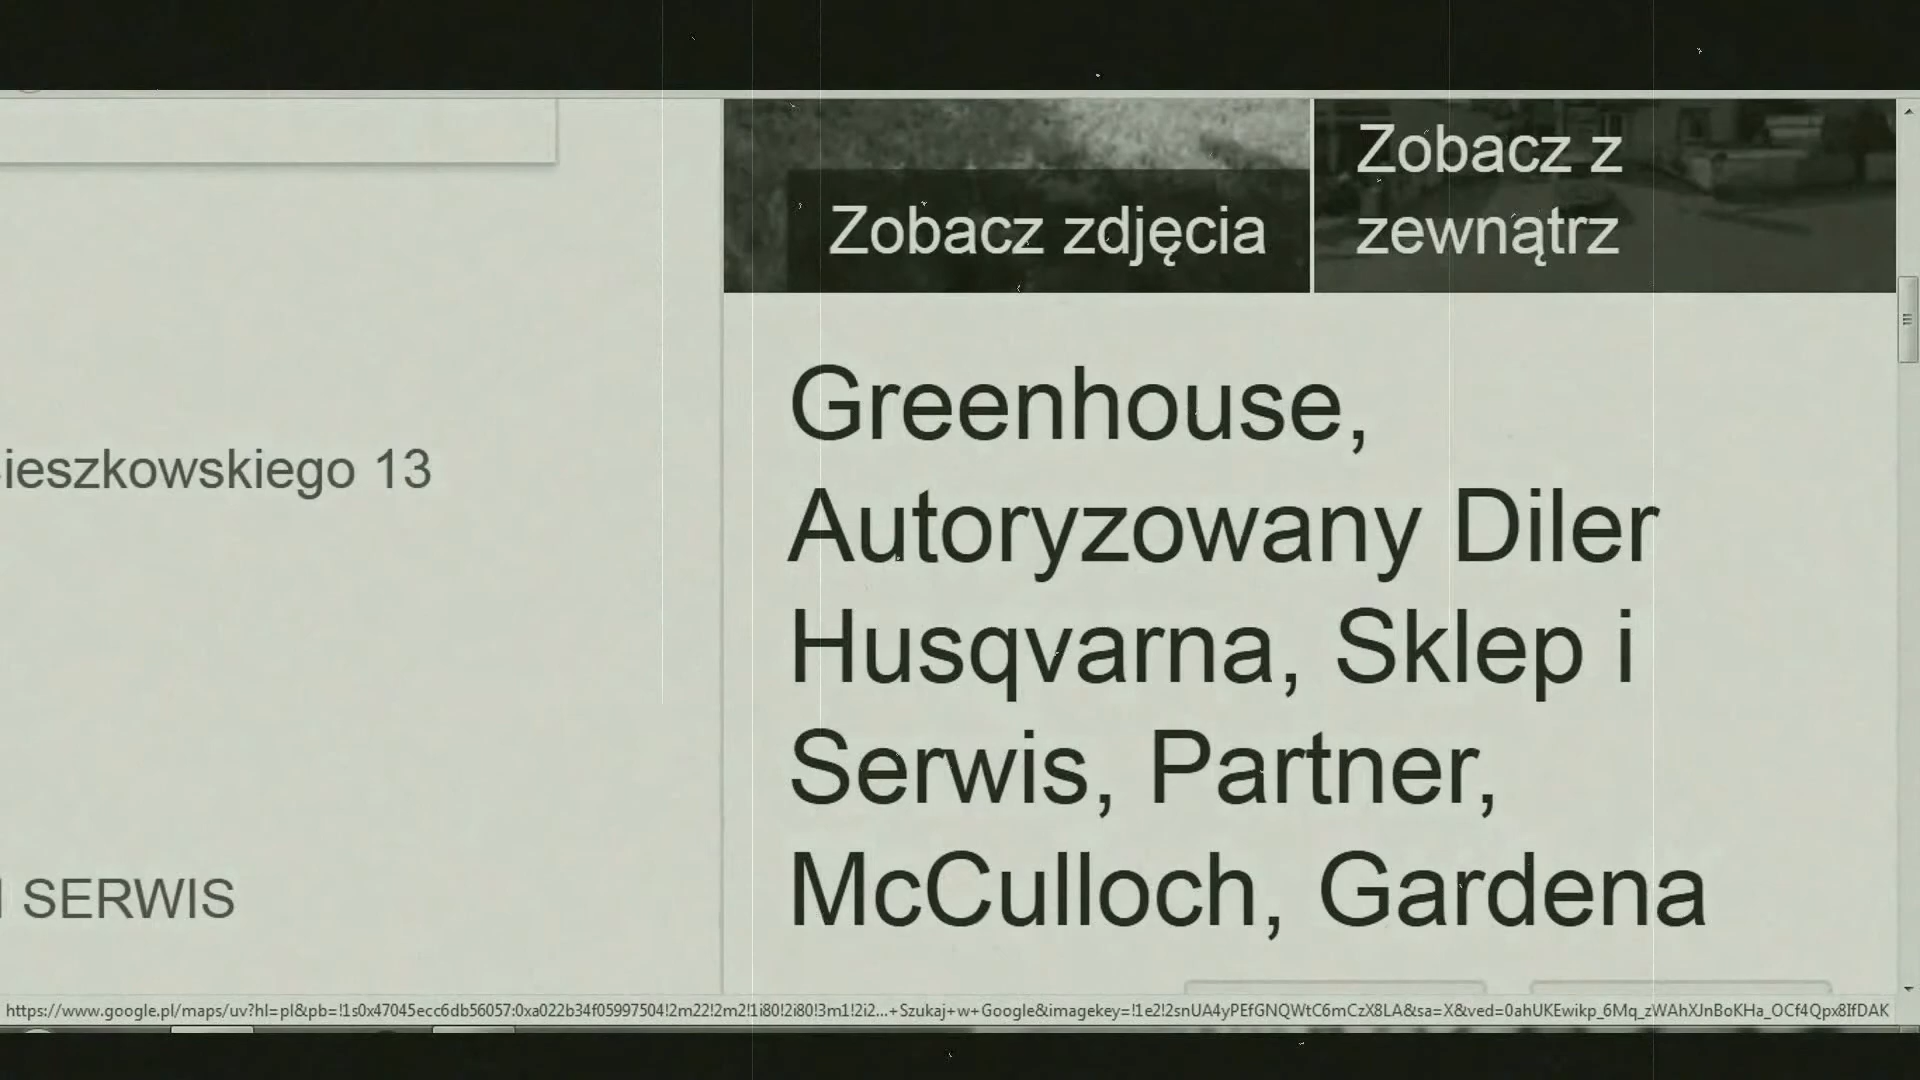 Zobacz zdjęcia
Zobacz z
zewnątrz
Greenhouse,
Autoryzowany Diler
Husqvarna, Sklep i
Serwis, Partner,
McCulloch, Gardena
ieszkowskiego 13
SERWIS
https://www.google.pl/maps/uv?hl=pl&pb=!1s0x47045ecc6db56057:0xa022b34f05997504!2m22!2m2!1i80!2i80!3m1!2i2...+Szukaj+w+Google&imagekey=!1e2!2snUA4yPEfGNQWtC6mCzX8LA&sa=X&ved=0ahUKEwikp_6Mq_zWAhXJnBoKHa_OCf4Qpx8IfDAK